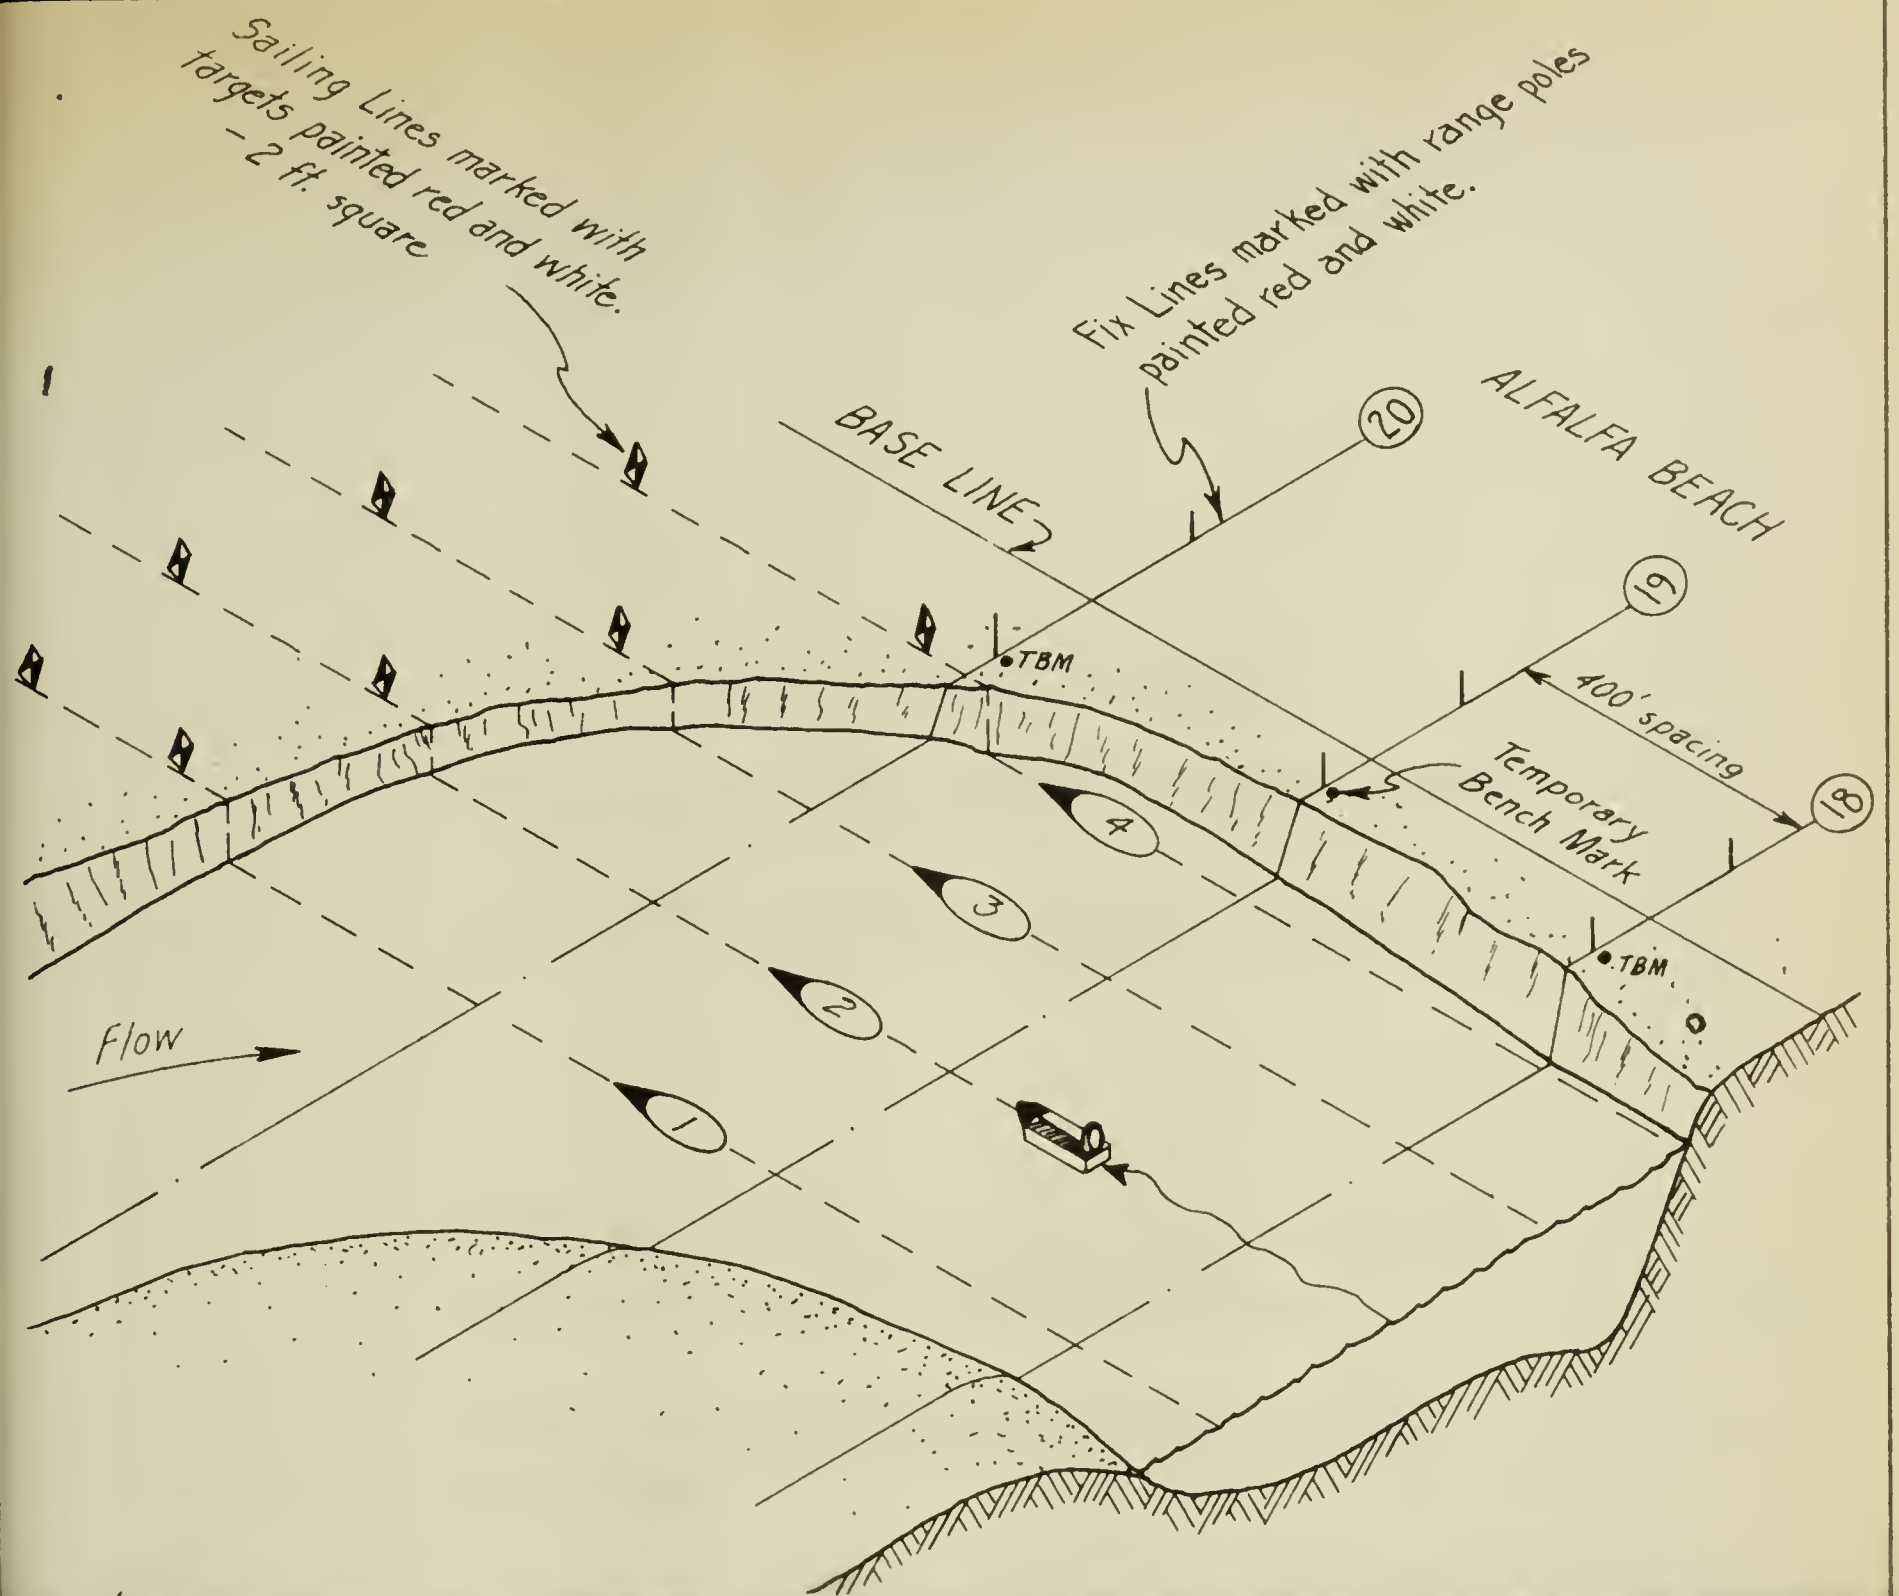 Sailing Lines marked with
targets painted red and white.
- 2 ft. square
Fix Lines marked with range poles
painted red and white.
BASE LINE
20
ALFALFA BEACH
19
TBM
400' spacing
Temporary
Bench Mark
18
TBM
4
3
2
1
Flow